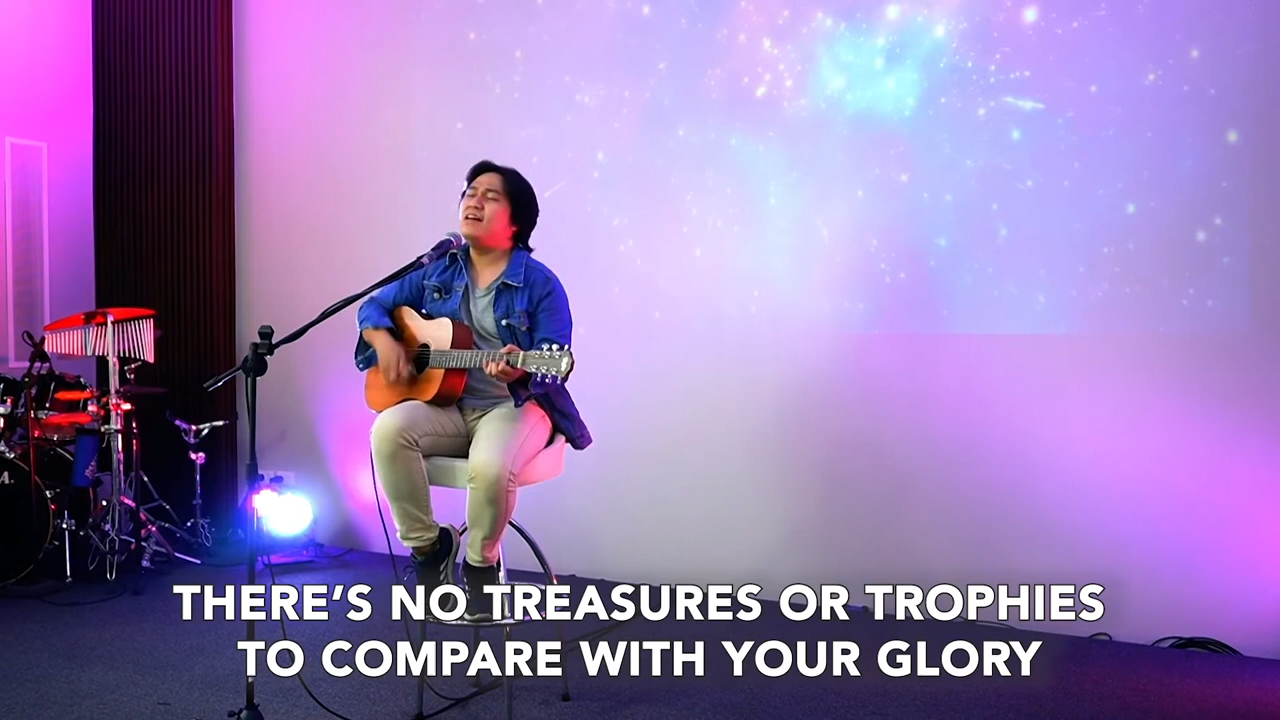 THERE’S NO TREASURES OR TROPHIES
TO COMPARE WITH YOUR GLORY